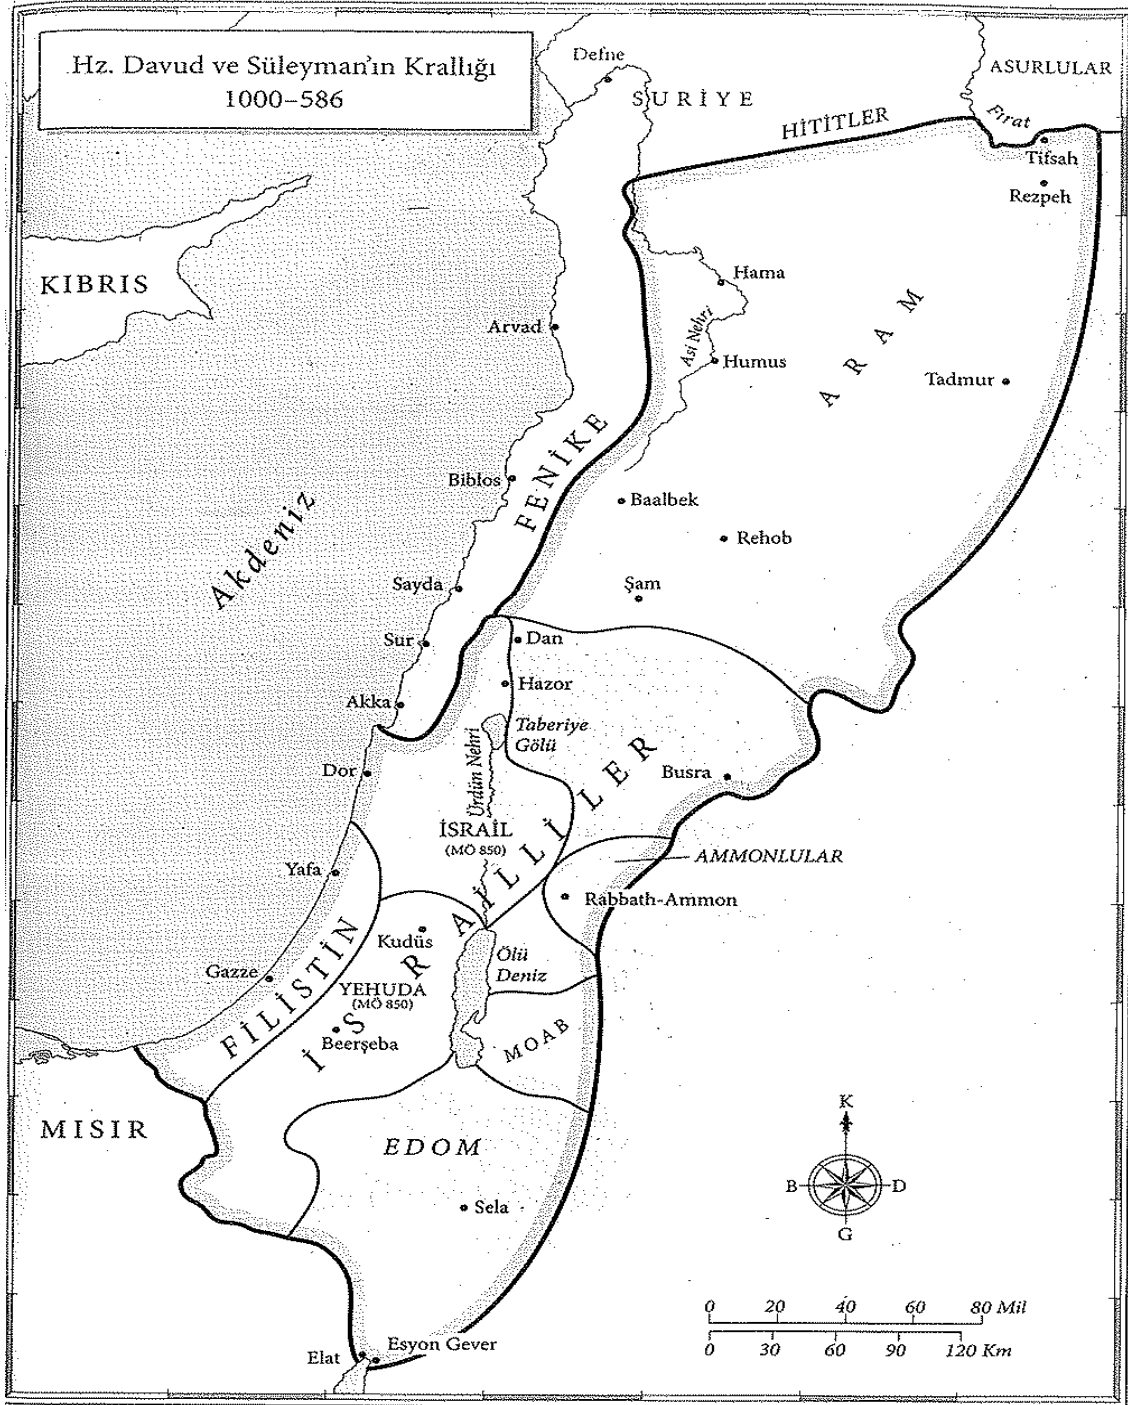 Hz. Davud ve Süleyman'ın Krallığı
1000–586
Defne
SURİYE
ASURLULAR
HİTİTLER
Fırat
Tifsah
Rezpeh
KIBRIS
Hama
Arvad
Asi Nehri
Humus
ARAM
Tadmur
FENİKE
Biblos
Baalbek
Akdeniz
Rehob
Sayda
Şam
Sur
Dan
Hazor
Akka
Taberiye
Gölü
Ürdün Nehri
Dor
Busra
İSRAİL
(MÖ 850)
İSRAİLLİLER
AMMONLULAR
Yafa
Rabbath-Ammon
Kudüs
FİLİSTİN
Ölü
Deniz
Gazze
YEHUDA
(MÖ 850)
Beerşeba
MOAB
MISIR
EDOM
Sela
K
B
D
G
0 20 40 60 80 Mil
0 30 60 90 120 Km
Elat
Esyon Gever